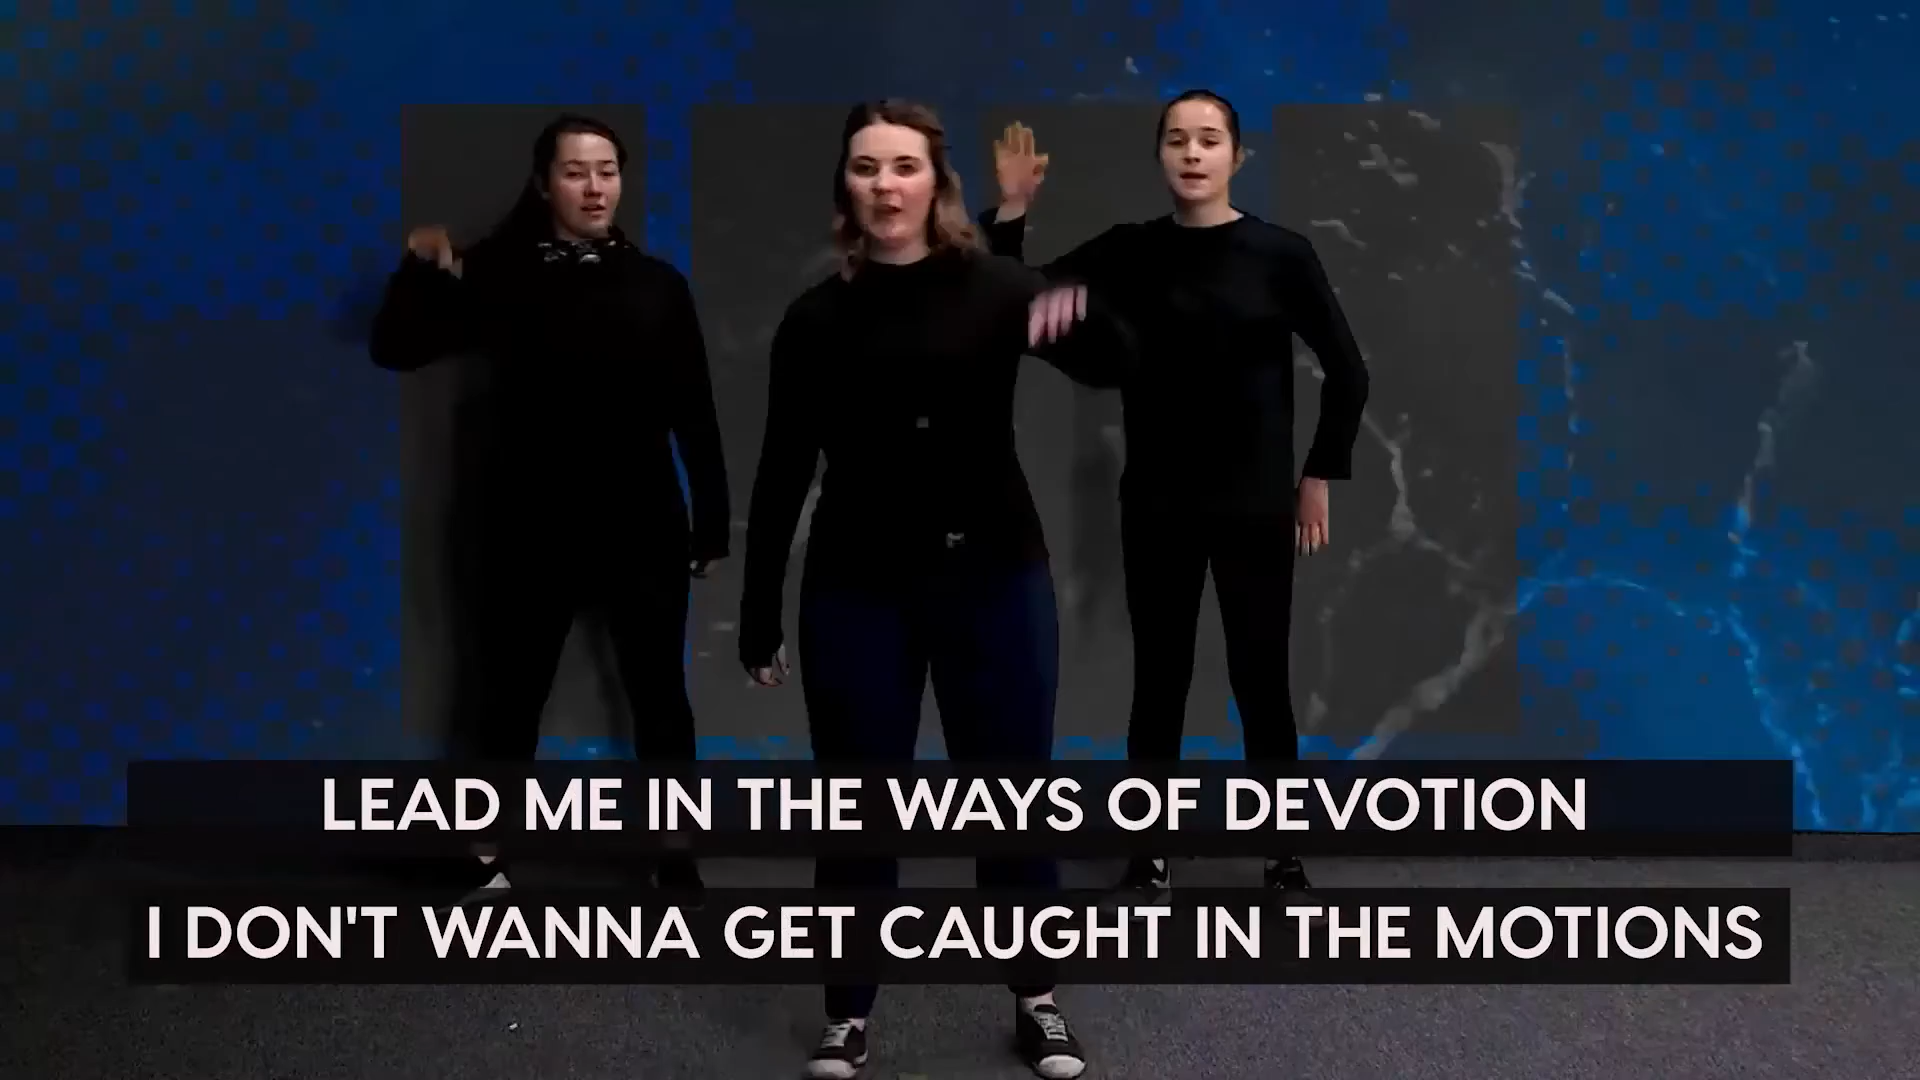 LEAD ME IN THE WAYS OF DEVOTION
I DON'T WANNA GET CAUGHT IN THE MOTIONS